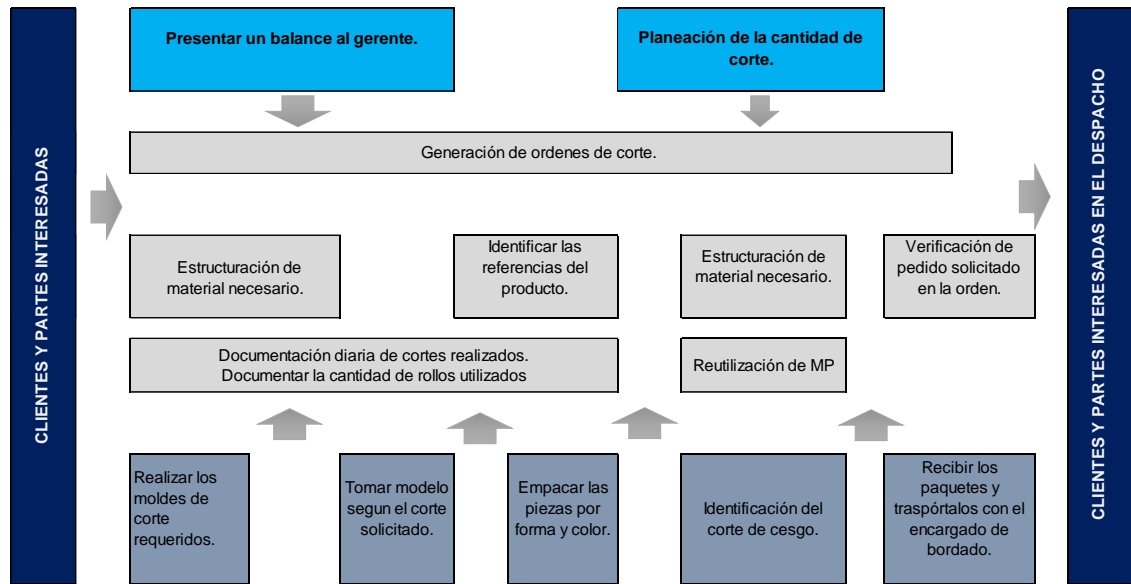 CLIENTES Y PARTES INTERESADAS
Presentar un balance al gerente.
Planeación de la cantidad de
corte.
Generación de ordenes de corte.
Estructuración de
material necesario.
Identificar las
referencias del
producto.
Estructuración de
material necesario.
Verificación de
pedido solicitado
en la orden.
Documentación diaria de cortes realizados.
Documentar la cantidad de rollos utilizados
Reutilización de MP
Realizar los
moldes de
corte
requeridos.
Tomar modelo
segun el corte
solicitado.
Empacar las
piezas por
forma y color.
Identificación del
corte de cesgo.
Recibir los
paquetes y
traspórtalos con el
encargado de
bordado.
CLIENTES Y PARTES INTERESADAS EN EL DESPACHO